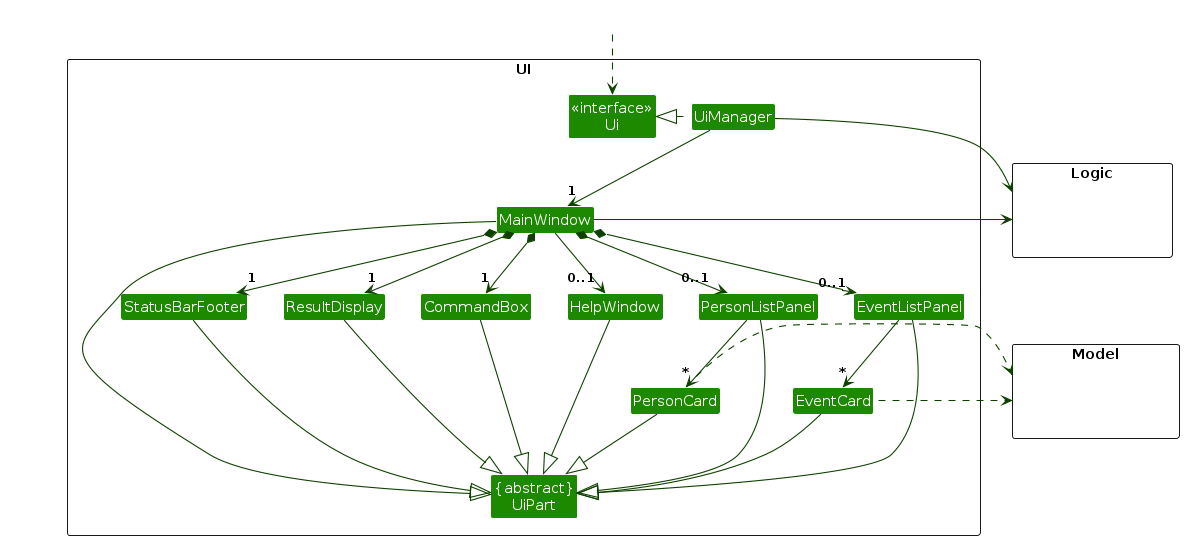 UI
«interface»
Ui
UiManager
Logic
1
MainWindow
1
1
1
0..1
0..1
0..1
StatusBarFooter
ResultDisplay
CommandBox
HelpWindow
PersonListPanel
EventListPanel
Model
*
*
PersonCard
EventCard
{abstract}
UiPart